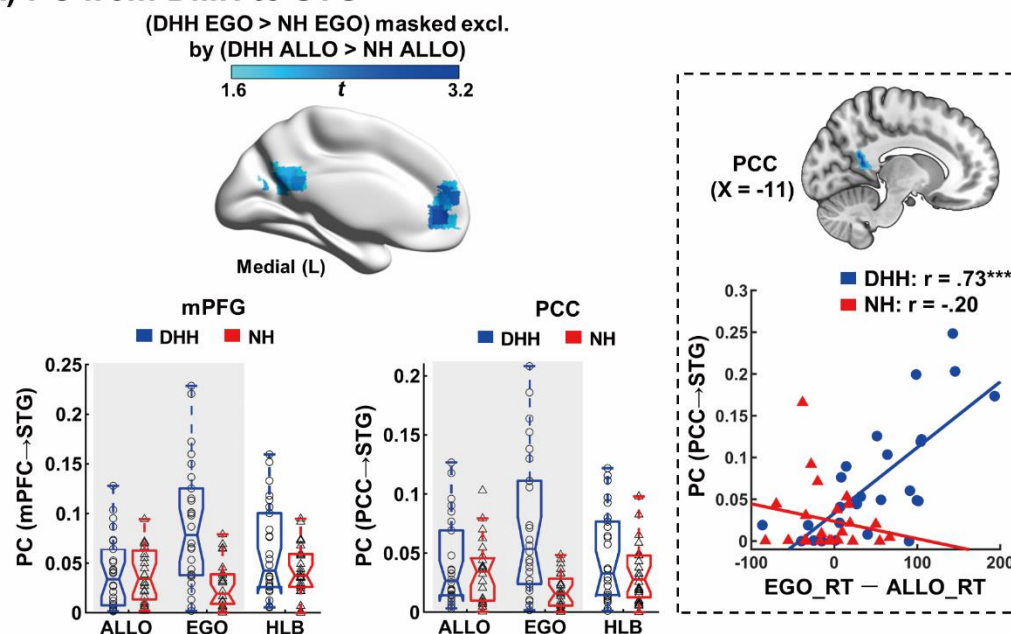 (DHH EGO > NH EGO) masked excl.
by (DHH ALLO > NH ALLO)
1.6 t 3.2
Medial (L)
mPFG
DHH NH
PC (mPFC→STG)
0.25
0.2
0.15
0.1
0.05
0
ALLO EGO HLB
PCC
DHH NH
PC (PCC→STG)
0.2
0.15
0.1
0.05
0
ALLO EGO HLB
PCC
(X = -11)
DHH: r = .73***
NH: r = -.20
PC (PCC→STG)
0.3
0.25
0.2
0.15
0.1
0.05
0
-100 0 100 200
EGO_RT — ALLO_RT